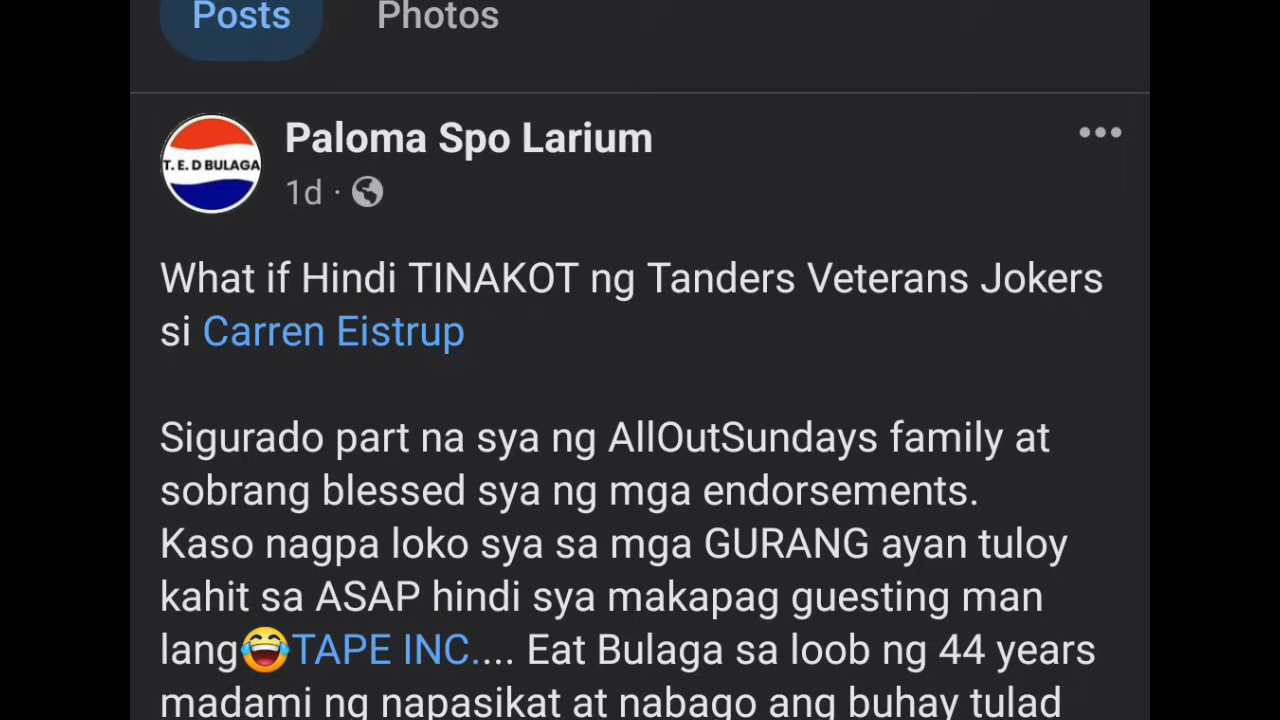 Posts
Photos
T. E. D BULAGA
Paloma Spo Larium
1d ·
What if Hindi TINAKOT ng Tanders Veterans Jokers
si Carren Eistrup
Sigurado part na sya ng AllOutSundays family at
sobrang blessed sya ng mga endorsements.
Kaso nagpa loko sya sa mga GURANG ayan tuloy
kahit sa ASAP hindi sya makapag guesting man
lang😂TAPE INC.... Eat Bulaga sa loob ng 44 years
madami ng napasikat at nabago ang buhay tulad